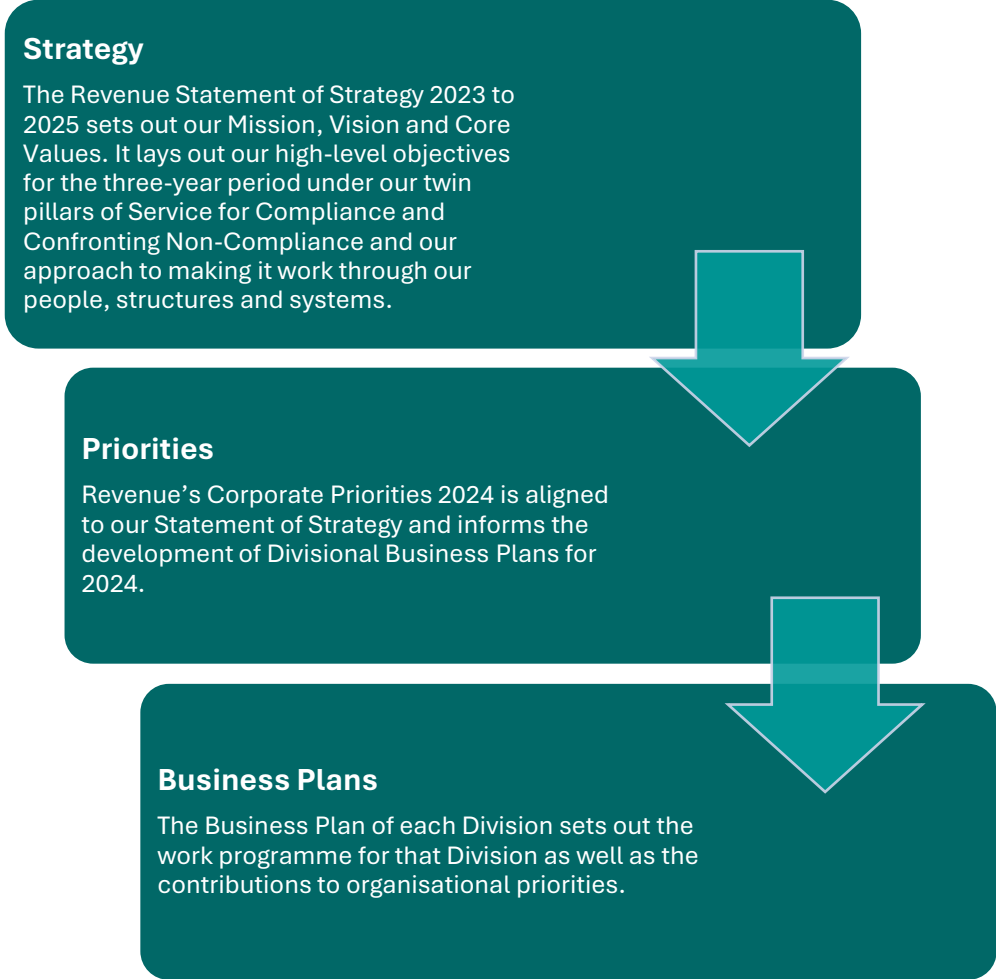 Strategy
The Revenue Statement of Strategy 2023 to
2025 sets out our Mission, Vision and Core
Values. It lays out our high-level objectives
for the three-year period under our twin
pillars of Service for Compliance and
Confronting Non-Compliance and our
approach to making it work through our
people, structures and systems.
Priorities
Revenue’s Corporate Priorities 2024 is aligned
to our Statement of Strategy and informs the
development of Divisional Business Plans for
2024.
Business Plans
The Business Plan of each Division sets out the
work programme for that Division as well as the
contributions to organisational priorities.